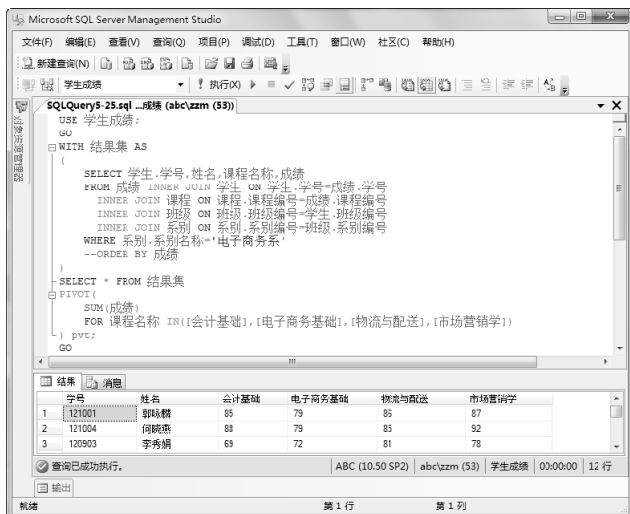 Microsoft SQL Server Management Studio
文件(F) 编辑(E) 查看(V) 查询(Q) 项目(P) 调试(D) 工具(T) 窗口(W) 社区(C) 帮助(H)
新建查询(N)
学生成绩 执行(X)
SQLQuery5-25.sql ...成绩 (abc\zzm (53))
对象资源管理器
USE 学生成绩;
GO
WITH 结果集 AS
(
SELECT 学生.学号,姓名,课程名称,成绩
FROM 成绩 INNER JOIN 学生 ON 学生.学号=成绩.学号
INNER JOIN 课程 ON 课程.课程编号=成绩.课程编号
INNER JOIN 班级 ON 班级.班级编号=学生.班级编号
INNER JOIN 系别 ON 系别.系别编号=班级.系别编号
WHERE 系别.系别名称='电子商务系'
--ORDER BY 成绩
)
SELECT * FROM 结果集
PIVOT(
SUM(成绩)
FOR 课程名称 IN([会计基础],[电子商务基础],[物流与配送],[市场营销学])
) pvt;
GO
结果 消息
学号 姓名 会计基础 电子商务基础 物流与配送 市场营销学
1 121001 郭咏麟 85 79 86 87
2 121004 何晓燕 88 79 85 92
3 120903 李秀娟 69 72 81 78
查询已成功执行。 ABC (10.50 SP2) abc\zzm (53) 学生成绩 00:00:00 12 行
输出
就绪 第 1 行 第 1 列